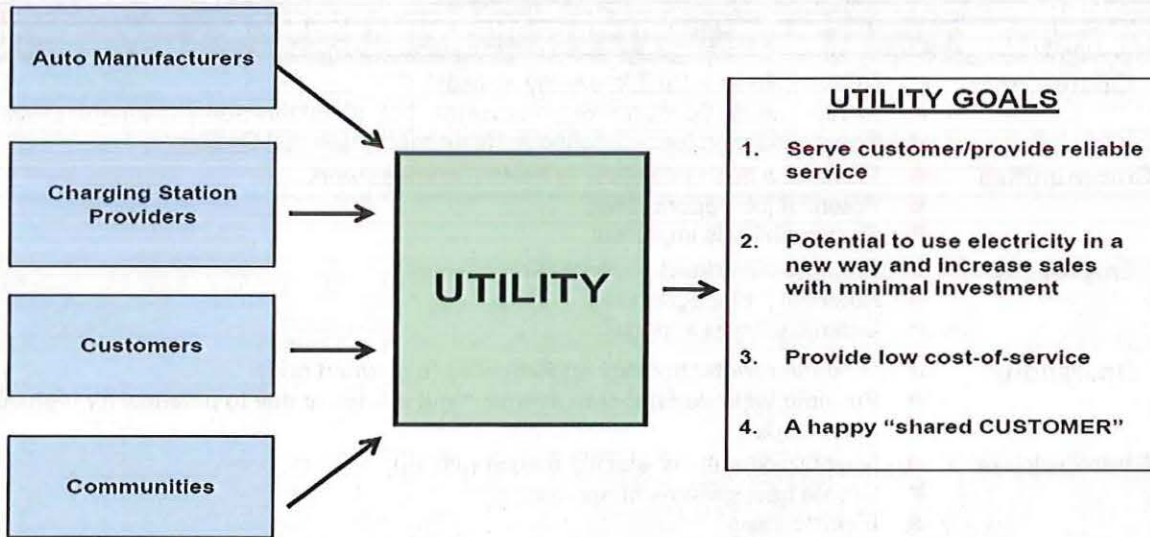 Auto Manufacturers
Charging Station
Providers
Customers
Communities
UTILITY
UTILITY GOALS
1. Serve customer/provide reliable
service
2. Potential to use electricity in a
new way and increase sales
with minimal investment
3. Provide low cost-of-service
4. A happy “shared CUSTOMER”